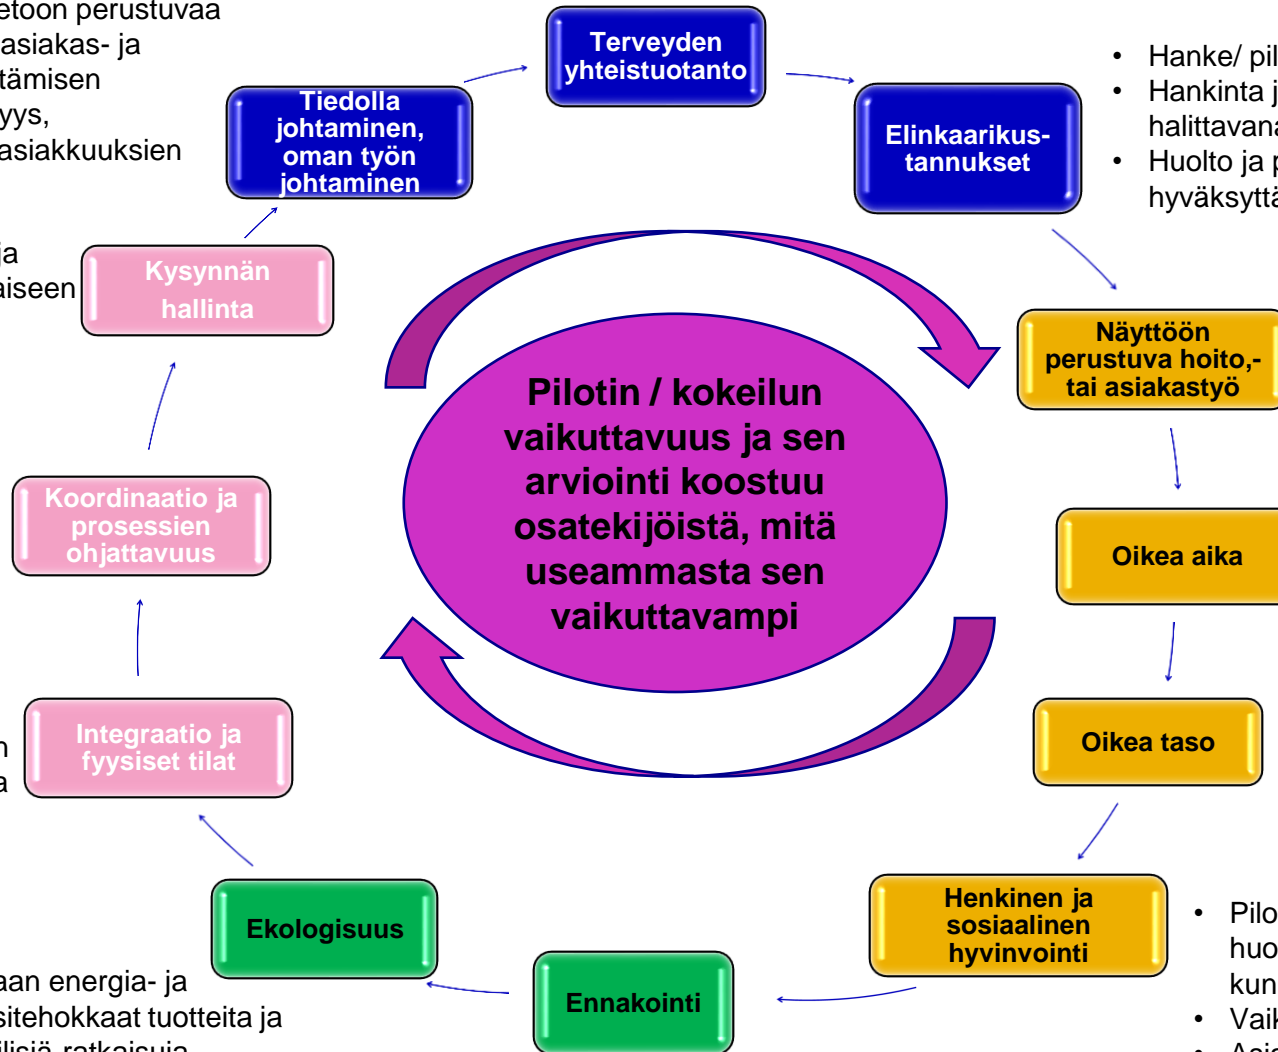 etoon perustuvaa
asiakas- ja
tämisen
yys,
asiakkuuksien
Terveyden
yhteistuotanto
Tiedolla
johtaminen,
oman työn
johtaminen
Elinkaarikus-
tannukset
• Hanke/ pil
• Hankinta j
halittavana
• Huolto ja p
hyväksyttä
ja
aiseen
Kysynnän
hallinta
Näyttöön
perustuva hoito,-
tai asiakastyö
Pilotin / kokeilun
vaikuttavuus ja sen
arviointi koostuu
osatekijöistä, mitä
useammasta sen
vaikuttavampi
Koordinaatio ja
prosessien
ohjattavuus
Oikea aika
Integraatio ja
fyysiset tilat
n
a
Oikea taso
Henkinen ja
sosiaalinen
hyvinvointi
• Pilo
huo
kun
• Vaik
Ekologisuus
Ennakointi
aan energia- ja
sitehokkaat tuotteita ja
ilisiä ratkaisuja